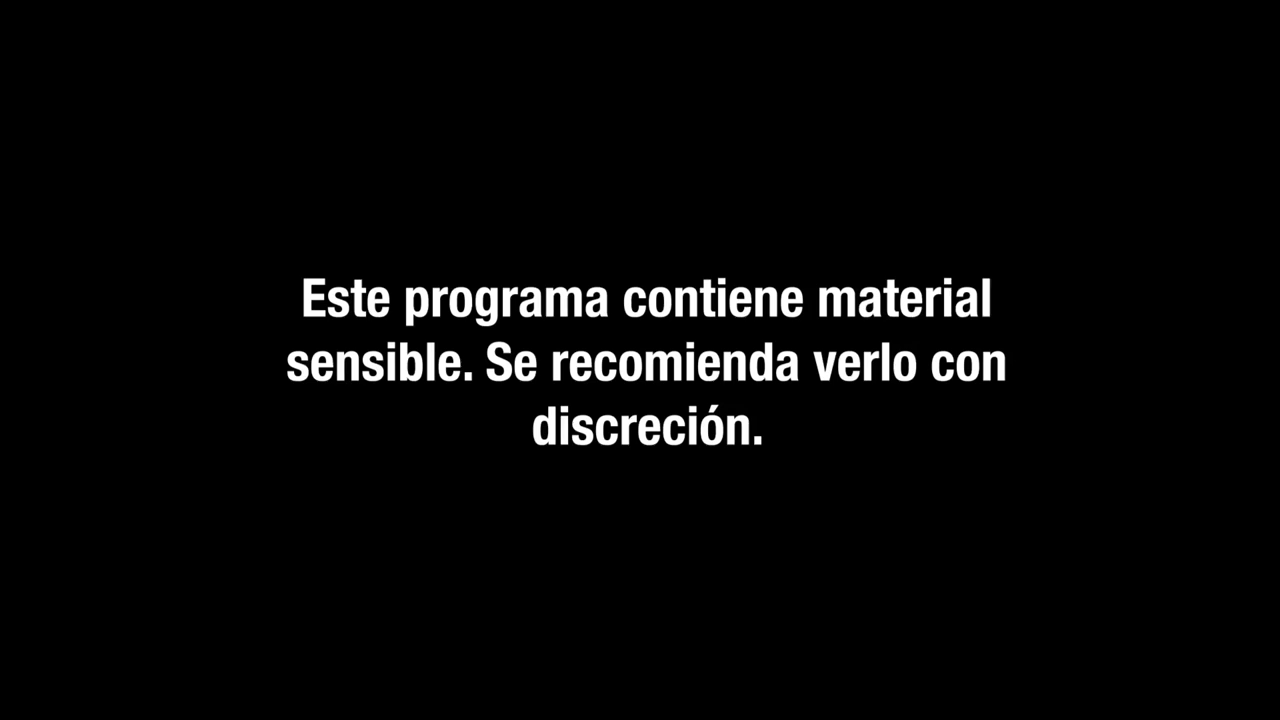 Este programa contiene material
sensible. Se recomienda verlo con
discreción.